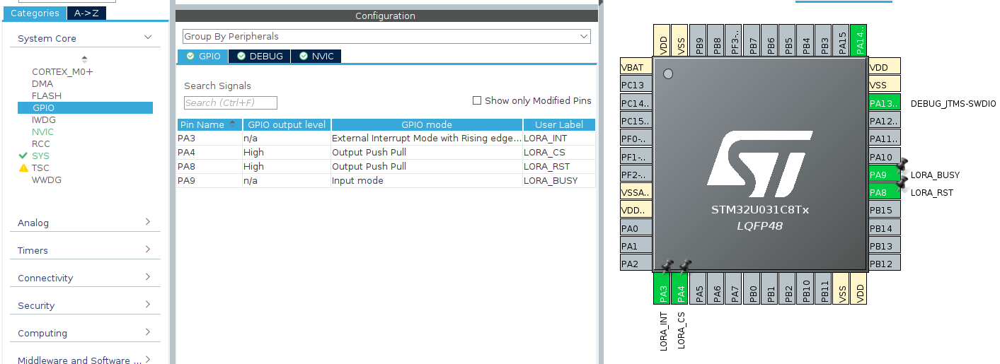 Categories
A->Z
System Core
CORTEX_M0+
DMA
FLASH
GPIO
IWDG
NVIC
RCC
SYS
TSC
WWDG
Analog
Timers
Connectivity
Security
Computing
Middleware and Software ...
Configuration
Group By Peripherals
GPIO
DEBUG
NVIC
Search Signals
Search (Ctrl+F)
Show only Modified Pins
Pin Name GPIO output level GPIO mode User Label
PA3 n/a External Interrupt Mode with Rising edge... LORA_INT
PA4 High Output Push Pull LORA_CS
PA8 High Output Push Pull LORA_RST
PA9 n/a Input mode LORA_BUSY
VDD
VSS
PB9
PB8
PF3-..
PB7
PB6
PB5
PB4
PB3
PA15
PA14..
VBAT
PC13
PC14..
PC15..
PF0-..
PF1-..
PF2-..
VSSA..
VDD..
PA0
PA1
PA2
STM32U031C8Tx
LQFP48
VDD
VSS
PA13.. DEBUG_JTMS-SWDIO
PA12..
PA11..
PA10
PA9 LORA_BUSY
PA8 LORA_RST
PB15
PB14
PB13
PB12
PA3
PA4
PA5
PA6
PA7
PB0
PB1
PB2
PB10
PB11
VSS
VDD
LORA_INT
LORA_CS